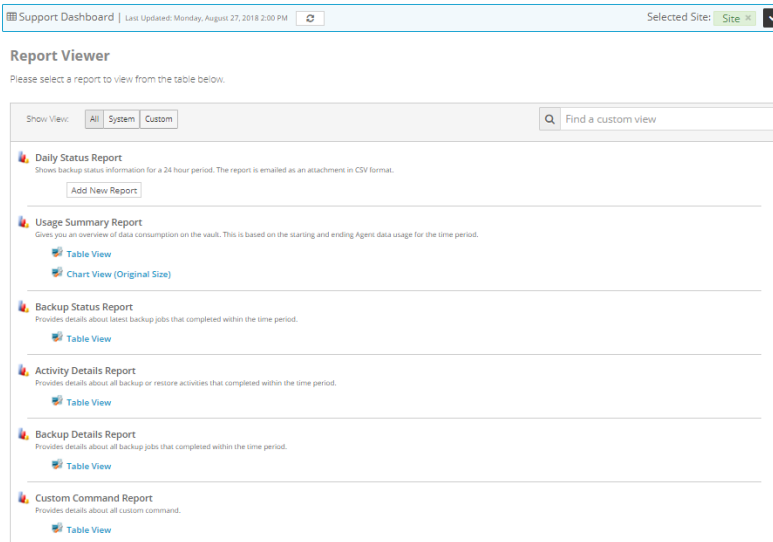 Support Dashboard | Last Updated: Monday, August 27, 2018 2:00 PM
Selected Site: Site ×
Report Viewer
Please select a report to view from the table below.
Show View: All System Custom
Find a custom view
Daily Status Report
Shows backup status information for a 24 hour period. The report is emailed as an attachment in CSV format.
Add New Report
Usage Summary Report
Gives you an overview of data consumption on the vault. This is based on the starting and ending Agent data usage for the time period.
Table View
Chart View (Original Size)
Backup Status Report
Provides details about latest backup jobs that completed within the time period.
Table View
Activity Details Report
Provides details about all backup or restore activities that completed within the time period.
Table View
Backup Details Report
Provides details about all backup jobs that completed within the time period.
Table View
Custom Command Report
Provides details about all custom command.
Table View